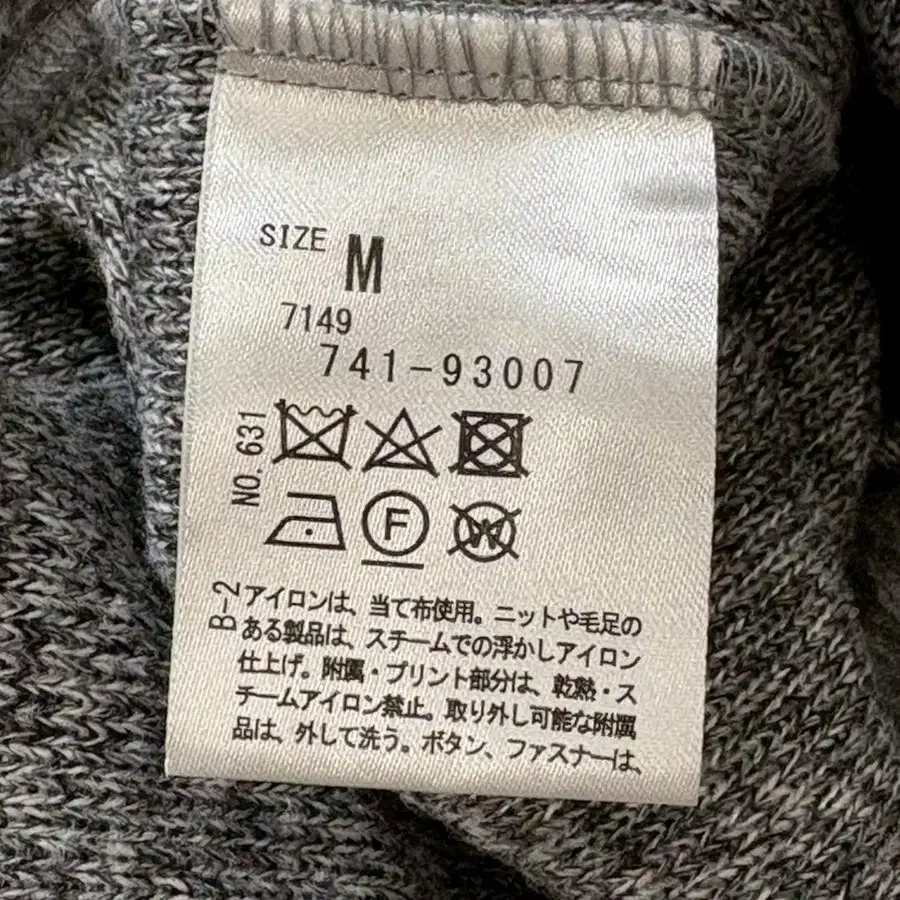 SIZE M
7149
741-93007
NO. 631
F
W
B-2
アイロンは、当て布使用。ニットや毛足の
ある製品は、スチームでの浮かしアイロン
仕上げ。附属・プリント部分は、乾熱・ス
チームアイロン禁止。取り外し可能な附属
品は、外して洗う。ボタン、ファスナーは、